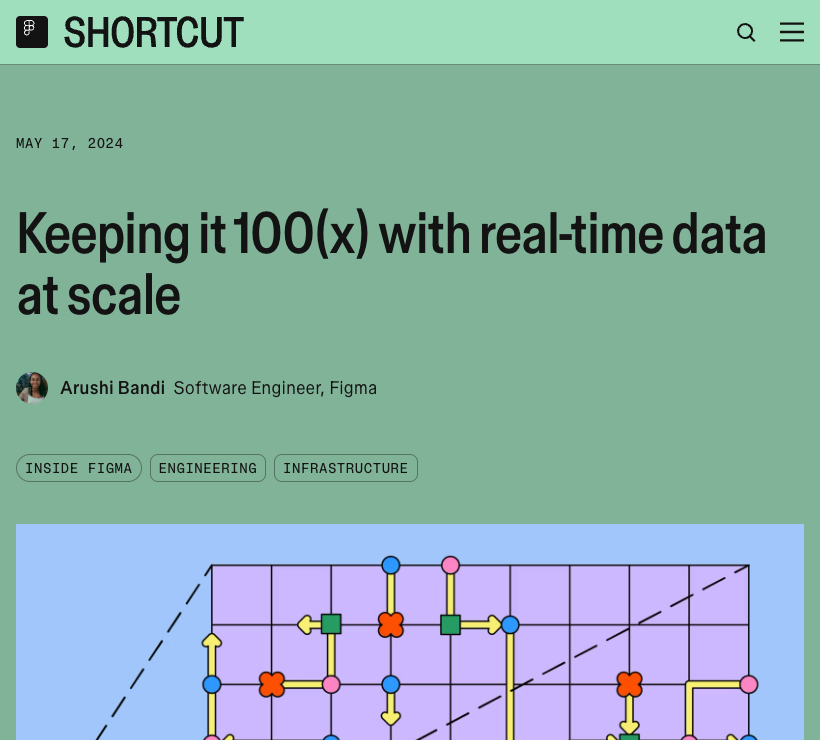 SHORTCUT
MAY 17, 2024
Keeping it 100(x) with real-time data
at scale
Arushi Bandi Software Engineer, Figma
INSIDE FIGMA ENGINEERING INFRASTRUCTURE